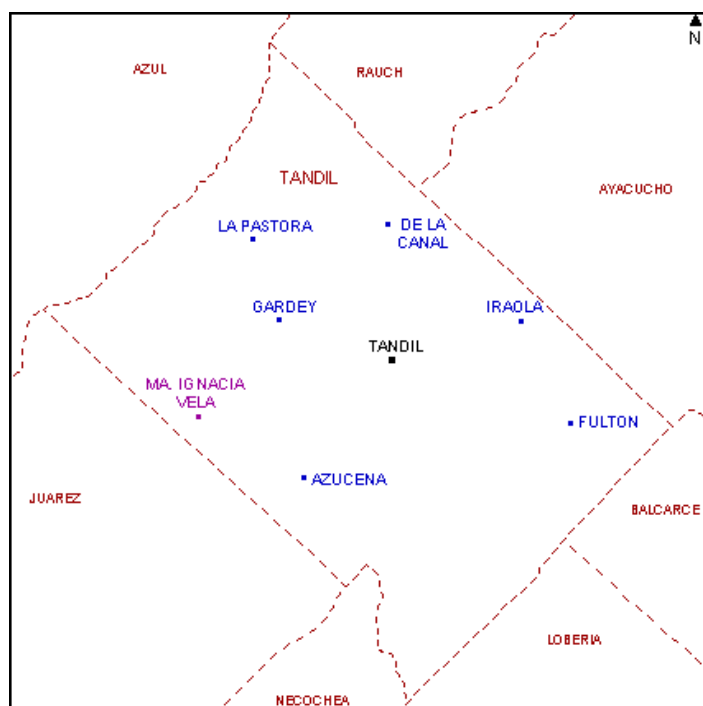 N
AZUL
RAUCH
TANDIL
AYACUCHO
LA PASTORA
DE LA
CANAL
GARDEY
IRAOLA
TANDIL
MA. IGNACIA
VELA
FULTON
AZUCENA
JUAREZ
BALCARCE
LOBERIA
NECOCHEA